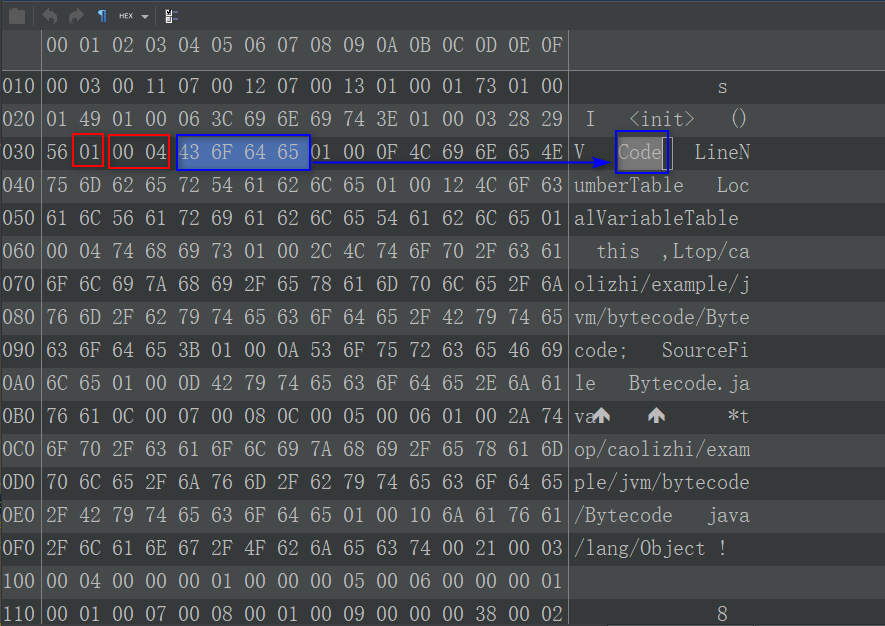 HEX
00 01 02 03 04 05 06 07 08 09 0A 0B 0C 0D 0E 0F
010 00 03 00 11 07 00 12 07 00 13 01 00 01 73 01 00 s
020 01 49 01 00 06 3C 69 6E 69 74 3E 01 00 03 28 29 I <init> ()
030 56 01 00 04 43 6F 64 65 01 00 0F 4C 69 6E 65 4E V Code LineN
040 75 6D 62 65 72 54 61 62 6C 65 01 00 12 4C 6F 63 umberTable Loc
050 61 6C 56 61 72 69 61 62 6C 65 54 61 62 6C 65 01 alVariableTable
060 00 04 74 68 69 73 01 00 2C 4C 74 6F 70 2F 63 61 this ,Ltop/ca
070 6F 6C 69 7A 68 69 2F 65 78 61 6D 70 6C 65 2F 6A olizhi/example/j
080 76 6D 2F 62 79 74 65 63 6F 64 65 2F 42 79 74 65 vm/bytecode/Byte
090 63 6F 64 65 3B 01 00 0A 53 6F 75 72 63 65 46 69 code; SourceFi
0A0 6C 65 01 00 0D 42 79 74 65 63 6F 64 65 2E 6A 61 le Bytecode.ja
0B0 76 61 0C 00 07 00 08 0C 00 05 00 06 01 00 2A 74 va *t
0C0 6F 70 2F 63 61 6F 6C 69 7A 68 69 2F 65 78 61 6D op/caolizhi/exam
0D0 70 6C 65 2F 6A 76 6D 2F 62 79 74 65 63 6F 64 65 ple/jvm/bytecode
0E0 2F 42 79 74 65 63 6F 64 65 01 00 10 6A 61 76 61 /Bytecode java
0F0 2F 6C 61 6E 67 2F 4F 62 6A 65 63 74 00 21 00 03 /lang/Object !
100 00 04 00 00 00 01 00 00 00 05 00 06 00 00 00 01
110 00 01 00 07 00 08 00 01 00 09 00 00 00 38 00 02 8